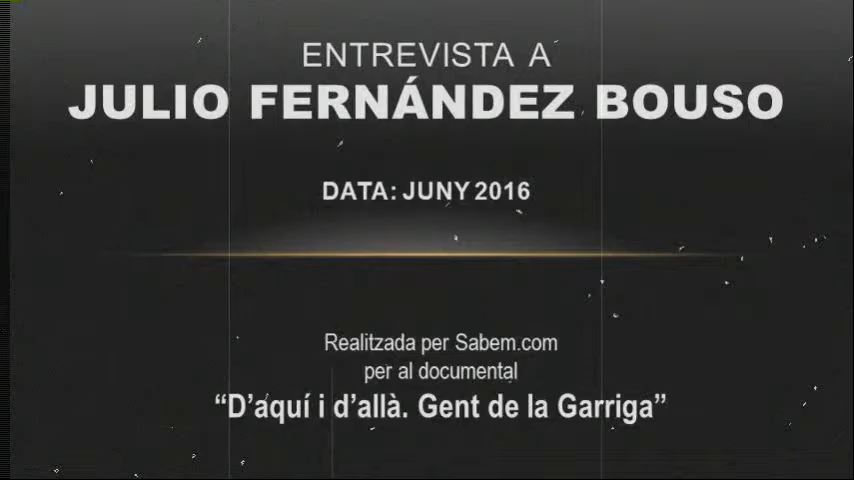 ENTREVISTA A
JULIO FERNÁNDEZ BOUSO
DATA: JUNY 2016
Realitzada per Sabem.com
per al documental
“D’aquí i d’allà. Gent de la Garriga”